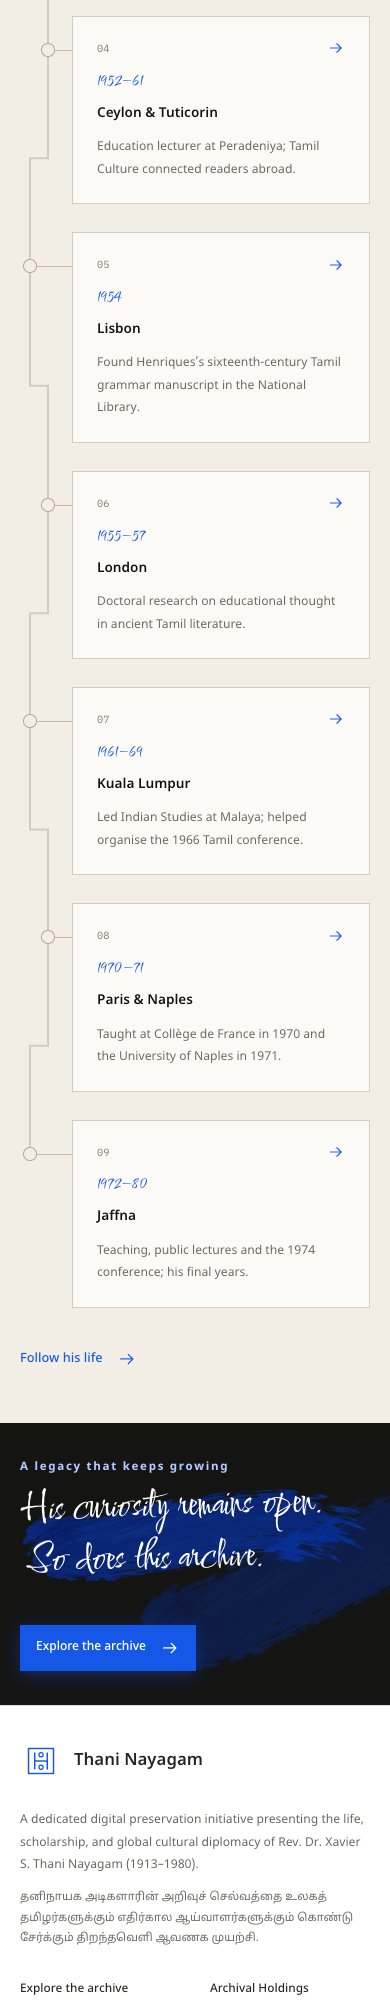 04
1952–61
Ceylon & Tuticorin
Education lecturer at Peradeniya; Tamil
Culture connected readers abroad.
05
1954
Lisbon
Found Henriques's sixteenth-century Tamil
grammar manuscript in the National
Library.
06
1955–57
London
Doctoral research on educational thought
in ancient Tamil literature.
07
1961–69
Kuala Lumpur
Led Indian Studies at Malaya; helped
organise the 1966 Tamil conference.
08
1970–71
Paris & Naples
Taught at Collège de France in 1970 and
the University of Naples in 1971.
09
1972–80
Jaffna
Teaching, public lectures and the 1974
conference; his final years.
Follow his life
A legacy that keeps growing
His curiosity remains open.
So does this archive.
Explore the archive
Thani Nayagam
A dedicated digital preservation initiative presenting the life,
scholarship, and global cultural diplomacy of Rev. Dr. Xavier
S. Thani Nayagam (1913–1980).
தனிநாயக அடிகளாரின் அறிவுச் செல்வத்தை உலகத்
தமிழர்களுக்கும் எதிர்கால ஆய்வாளர்களுக்கும் கொண்டு
சேர்க்கும் திறந்தவெளி ஆவணக முயற்சி.
Explore the archive
Archival Holdings